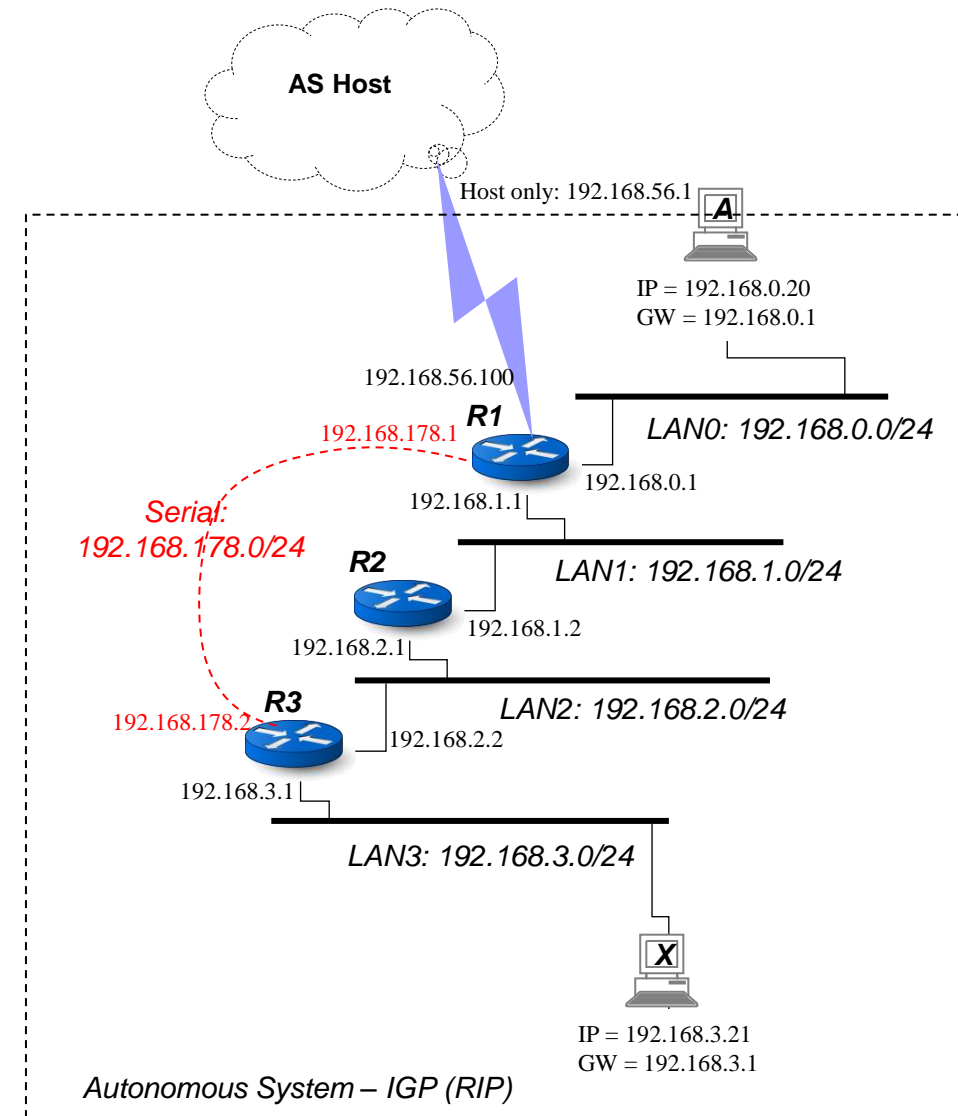 AS Host
Host only: 192.168.56.1
A
IP = 192.168.0.20
GW = 192.168.0.1
192.168.56.100
R1
LAN0: 192.168.0.0/24
192.168.178.1
192.168.0.1
192.168.1.1
Serial:
192.168.178.0/24
R2
LAN1: 192.168.1.0/24
192.168.1.2
192.168.2.1
R3
LAN2: 192.168.2.0/24
192.168.178.2
192.168.2.2
192.168.3.1
LAN3: 192.168.3.0/24
X
IP = 192.168.3.21
GW = 192.168.3.1
Autonomous System – IGP (RIP)